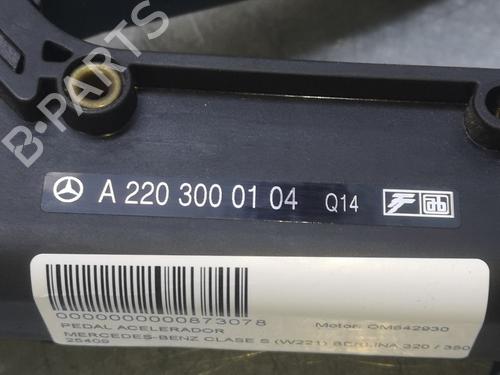 B-PARTS
A 220 300 01 04 Q14
ab
0000000000873078
PEDAL ACELERADOR Motor: OM642930
MERCEDES-BENZ CLASE S (W221) BERLINA 320 / 350
25409